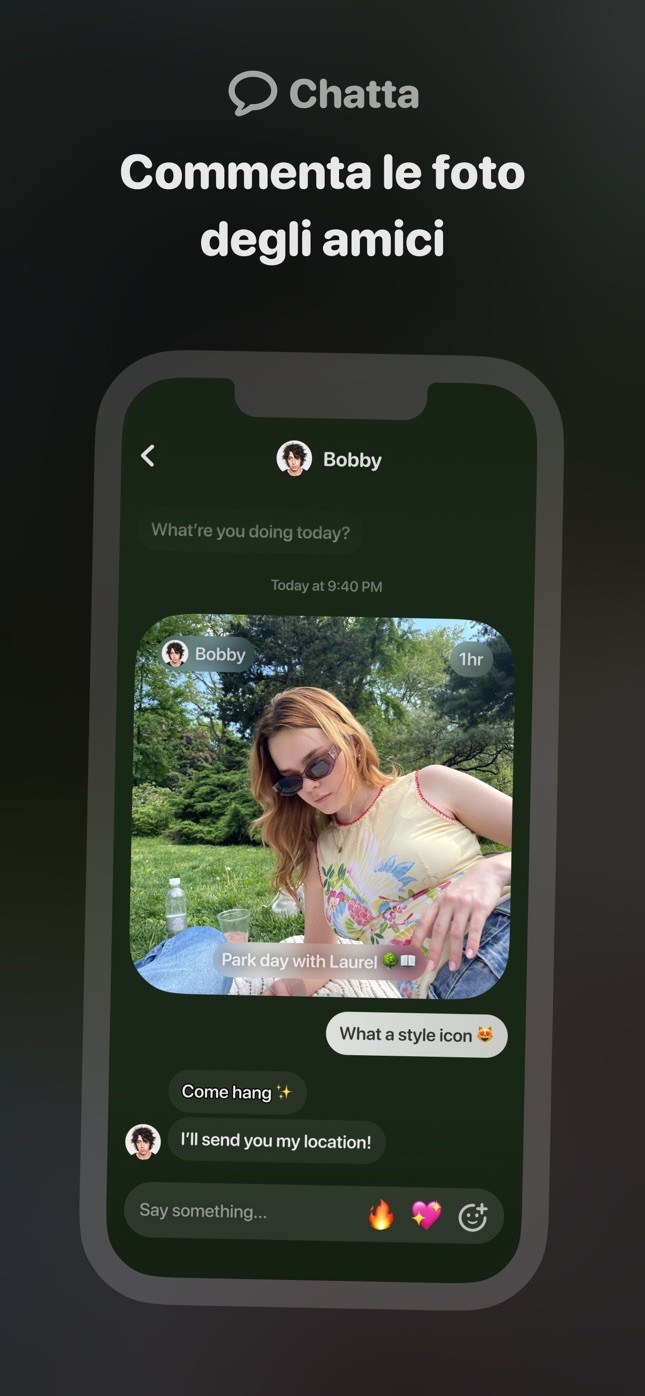 Chatta
Commenta le foto
degli amici
Bobby
What're you doing today?
Today at 9:40 PM
Bobby
1hr
Park day with Laurel 🌳📖
What a style icon 😻
Come hang ✨
I'll send you my location!
Say something...